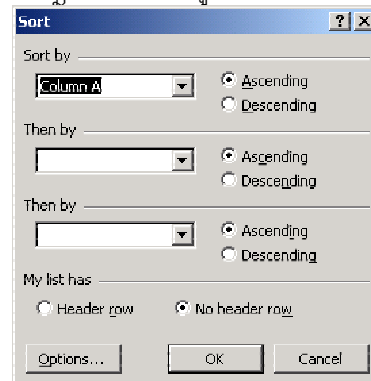 Sort
Sort by
Column A
Ascending
Descending
Then by
Ascending
Descending
Then by
Ascending
Descending
My list has
Header row
No header row
Options...
OK
Cancel